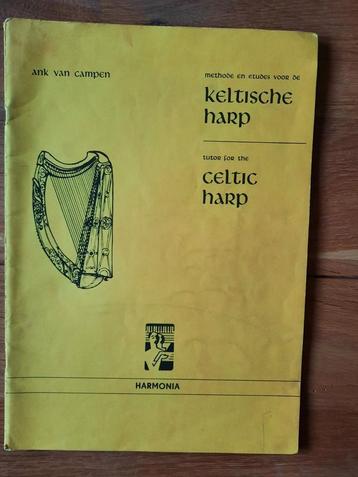 ank van campen
methode en etudes voor de
keltische
harp
tutor for the
celtic
harp
HARMONIA